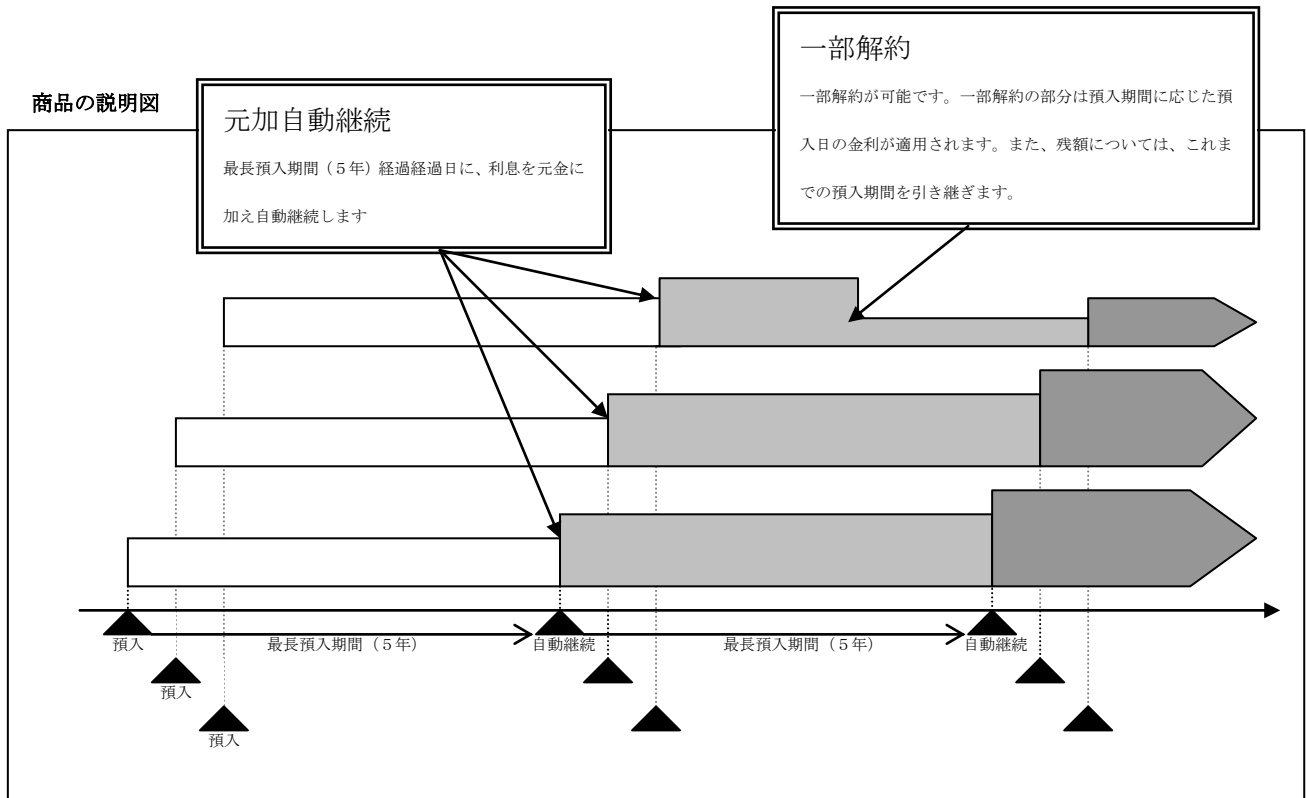 商品の説明図
元加自動継続
最長預入期間（５年）経過経過日に、利息を元金に
加え自動継続します
一部解約
一部解約が可能です。一部解約の部分は預入期間に応じた預
入日の金利が適用されます。また、残額については、これま
での預入期間を引き継ぎます。
預入
最長預入期間（５年）
自動継続
最長預入期間（５年）
自動継続
預入
預入